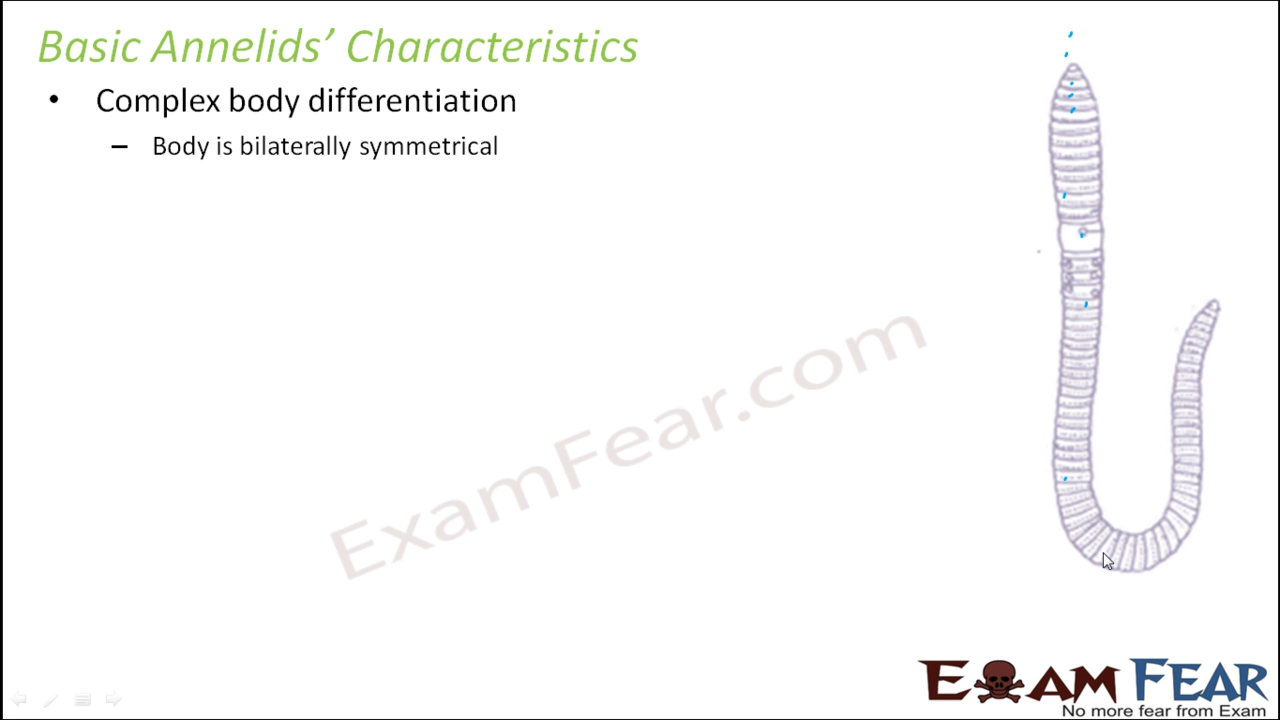 Basic Annelids’ Characteristics
• Complex body differentiation
– Body is bilaterally symmetrical
ExamFear.com
EXAM FEAR
No more fear from Exam